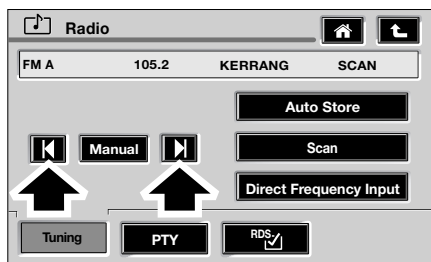 Radio
FM A 105.2 KERRANG SCAN
Auto Store
Manual Scan
Direct Frequency Input
Tuning PTY RDS